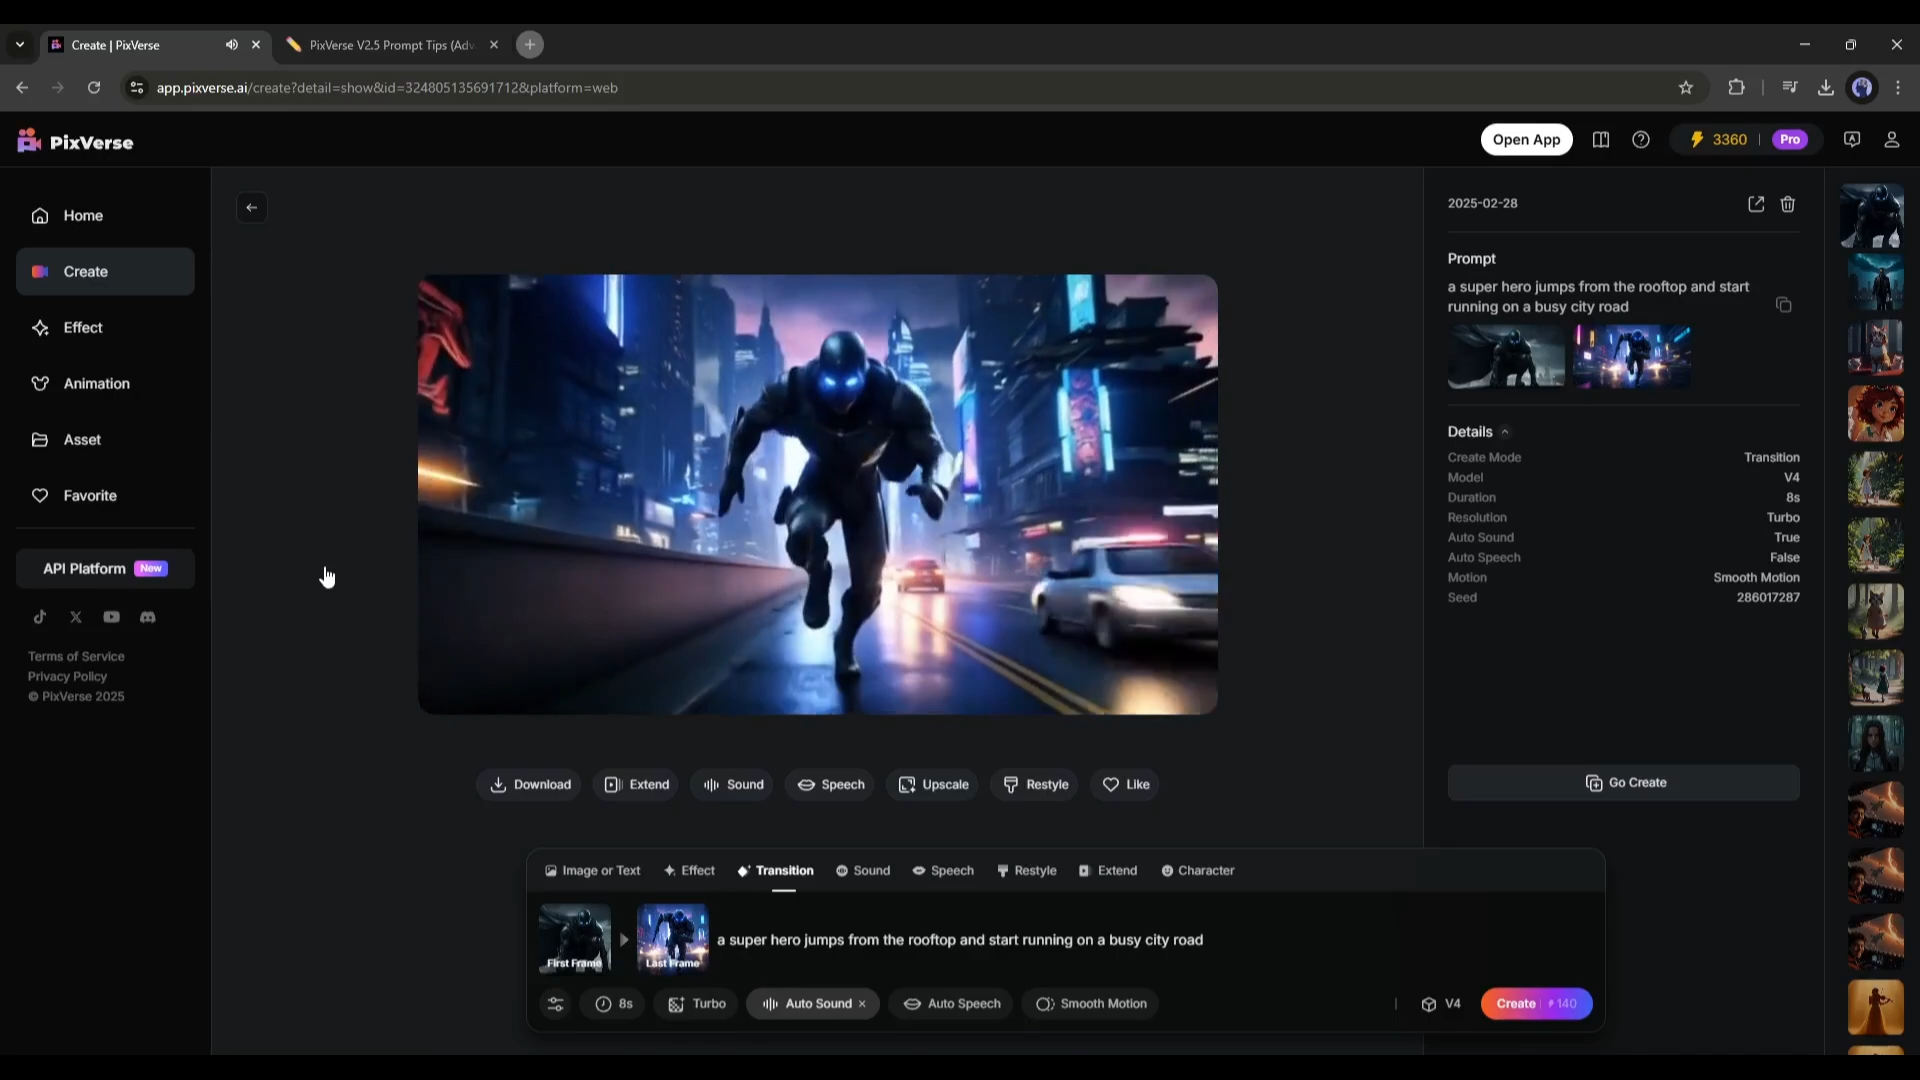 Create | PixVerse
PixVerse V2.5 Prompt Tips (Adv
app.pixverse.ai/create?detail=show&id=324805135691712&platform=web
PixVerse
Open App
3360
Pro
Home
Create
Effect
Animation
Asset
Favorite
API Platform New
Terms of Service
Privacy Policy
© PixVerse 2025
2025-02-28
Prompt
a super hero jumps from the rooftop and start
running on a busy city road
Details
Create Mode Transition
Model V4
Duration 8s
Resolution Turbo
Auto Sound True
Auto Speech False
Motion Smooth Motion
Seed 286017287
Go Create
Download Extend Sound Speech Upscale Restyle Like
Image or Text Effect Transition Sound Speech Restyle Extend Character
First Frame
Last Frame
a super hero jumps from the rooftop and start running on a busy city road
8s Turbo Auto Sound Auto Speech Smooth Motion V4 Create 140